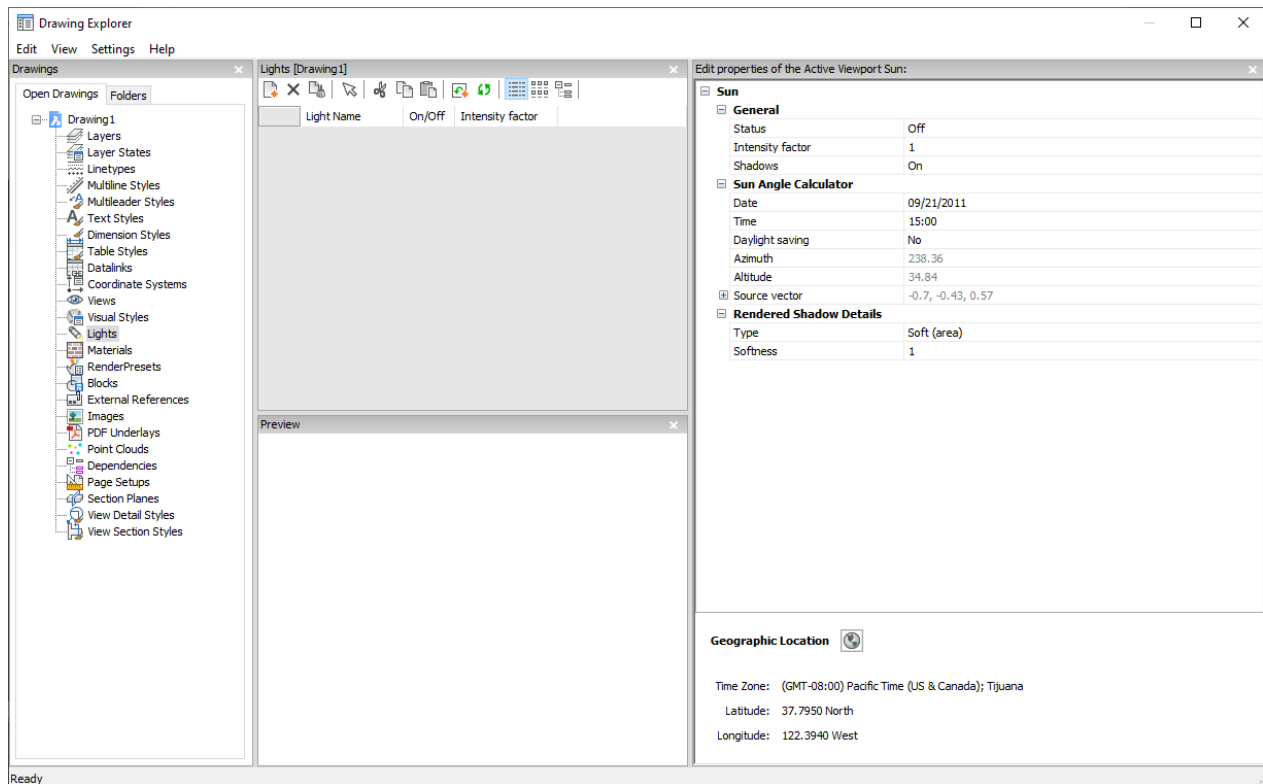 Drawing Explorer
Edit View Settings Help
Drawings
Open Drawings Folders
Drawing1
Layers
Layer States
Linetypes
Multiline Styles
Multileader Styles
Text Styles
Dimension Styles
Table Styles
Datalinks
Coordinate Systems
Views
Visual Styles
Lights
Materials
RenderPresets
Blocks
External References
Images
PDF Underlays
Point Clouds
Dependencies
Page Setups
Section Planes
View Detail Styles
View Section Styles
Lights [Drawing1]
Light Name On/Off Intensity factor
Preview
Edit properties of the Active Viewport Sun:
Sun
General
Status Off
Intensity factor 1
Shadows On
Sun Angle Calculator
Date 09/21/2011
Time 15:00
Daylight saving No
Azimuth 238.36
Altitude 34.84
Source vector -0.7, -0.43, 0.57
Rendered Shadow Details
Type Soft (area)
Softness 1
Geographic Location
Time Zone: (GMT-08:00) Pacific Time (US & Canada); Tijuana
Latitude: 37.7950 North
Longitude: 122.3940 West
Ready